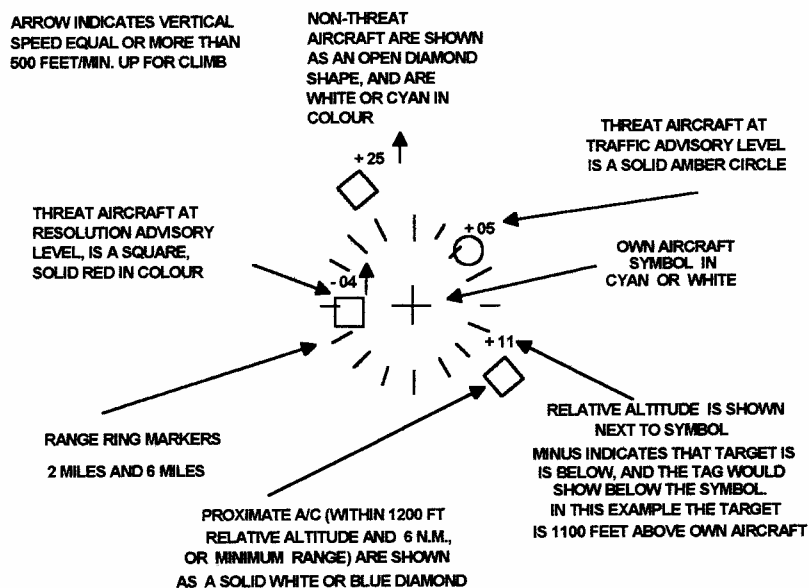 ARROW INDICATES VERTICAL
SPEED EQUAL OR MORE THAN
500 FEET/MIN. UP FOR CLIMB
NON-THREAT
AIRCRAFT ARE SHOWN
AS AN OPEN DIAMOND
SHAPE, AND ARE
WHITE OR CYAN IN
COLOUR
THREAT AIRCRAFT AT
TRAFFIC ADVISORY LEVEL
IS A SOLID AMBER CIRCLE
+ 25
THREAT AIRCRAFT AT
RESOLUTION ADVISORY
LEVEL, IS A SQUARE,
SOLID RED IN COLOUR
+ 05
OWN AIRCRAFT
SYMBOL IN
CYAN OR WHITE
- 04
+ 11
RANGE RING MARKERS
2 MILES AND 6 MILES
RELATIVE ALTITUDE IS SHOWN
NEXT TO SYMBOL
MINUS INDICATES THAT TARGET IS
IS BELOW, AND THE TAG WOULD
SHOW BELOW THE SYMBOL.
IN THIS EXAMPLE THE TARGET
IS 1100 FEET ABOVE OWN AIRCRAFT
PROXIMATE A/C (WITHIN 1200 FT
RELATIVE ALTITUDE AND 6 N.M.,
OR MINIMUM RANGE) ARE SHOWN
AS A SOLID WHITE OR BLUE DIAMOND